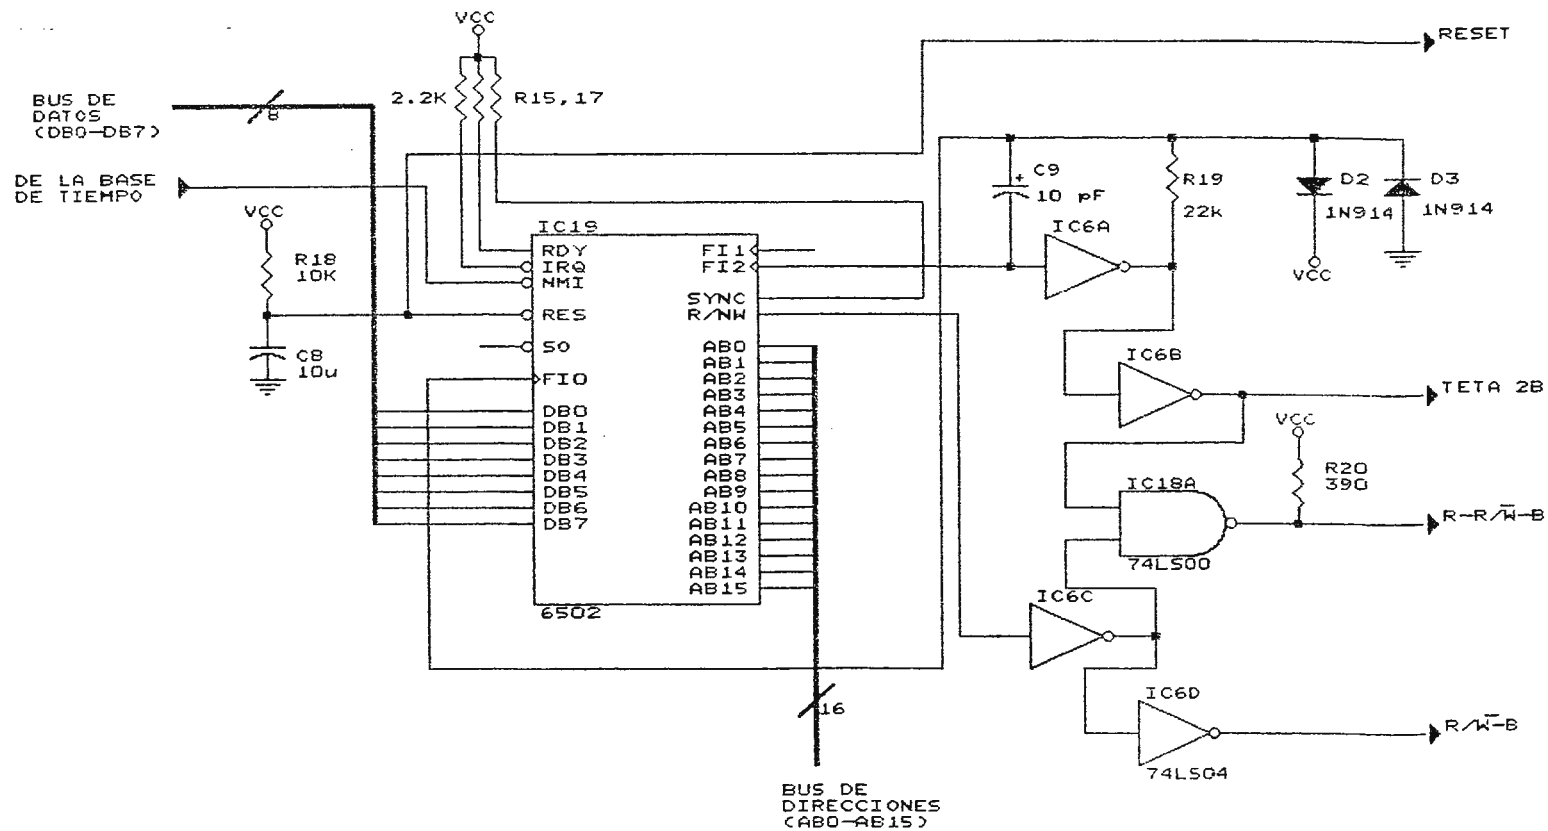 VCC
RESET
BUS DE
DATOS
(DB0-DB7)
8
2.2K
R15,17
DE LA BASE
DE TIEMPO
VCC
R18
10K
C8
10u
IC19
RDY
IRQ
NMI
RES
SO
FI0
DB0
DB1
DB2
DB3
DB4
DB5
DB6
DB7
FI1
FI2
SYNC
R/NW
AB0
AB1
AB2
AB3
AB4
AB5
AB6
AB7
AB8
AB9
AB10
AB11
AB12
AB13
AB14
AB15
6502
+
C9
10 pF
R19
22K
D2
1N914
VCC
D3
1N914
IC6A
IC6B
TETA 2B
VCC
R20
390
IC18A
74LS00
R-R/W̅-B
IC6C
IC6D
74LS04
R/W̅-B
16
BUS DE
DIRECCIONES
(AB0-AB15)